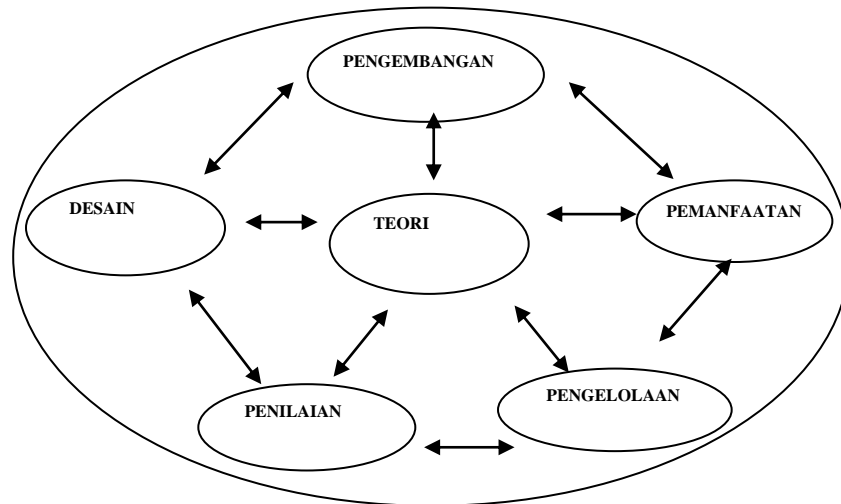 PENGEMBANGAN
DESAIN
TEORI
PEMANFAATAN
PENILAIAN
PENGELOLAAN